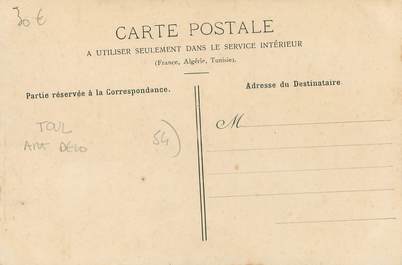 30 €
CARTE POSTALE
A UTILISER SEULEMENT DANS LE SERVICE INTÉRIEUR
(France, Algérie, Tunisie).
Partie réservée à la Correspondance.
Adresse du Destinataire
M
TOUL
ART DECO
54